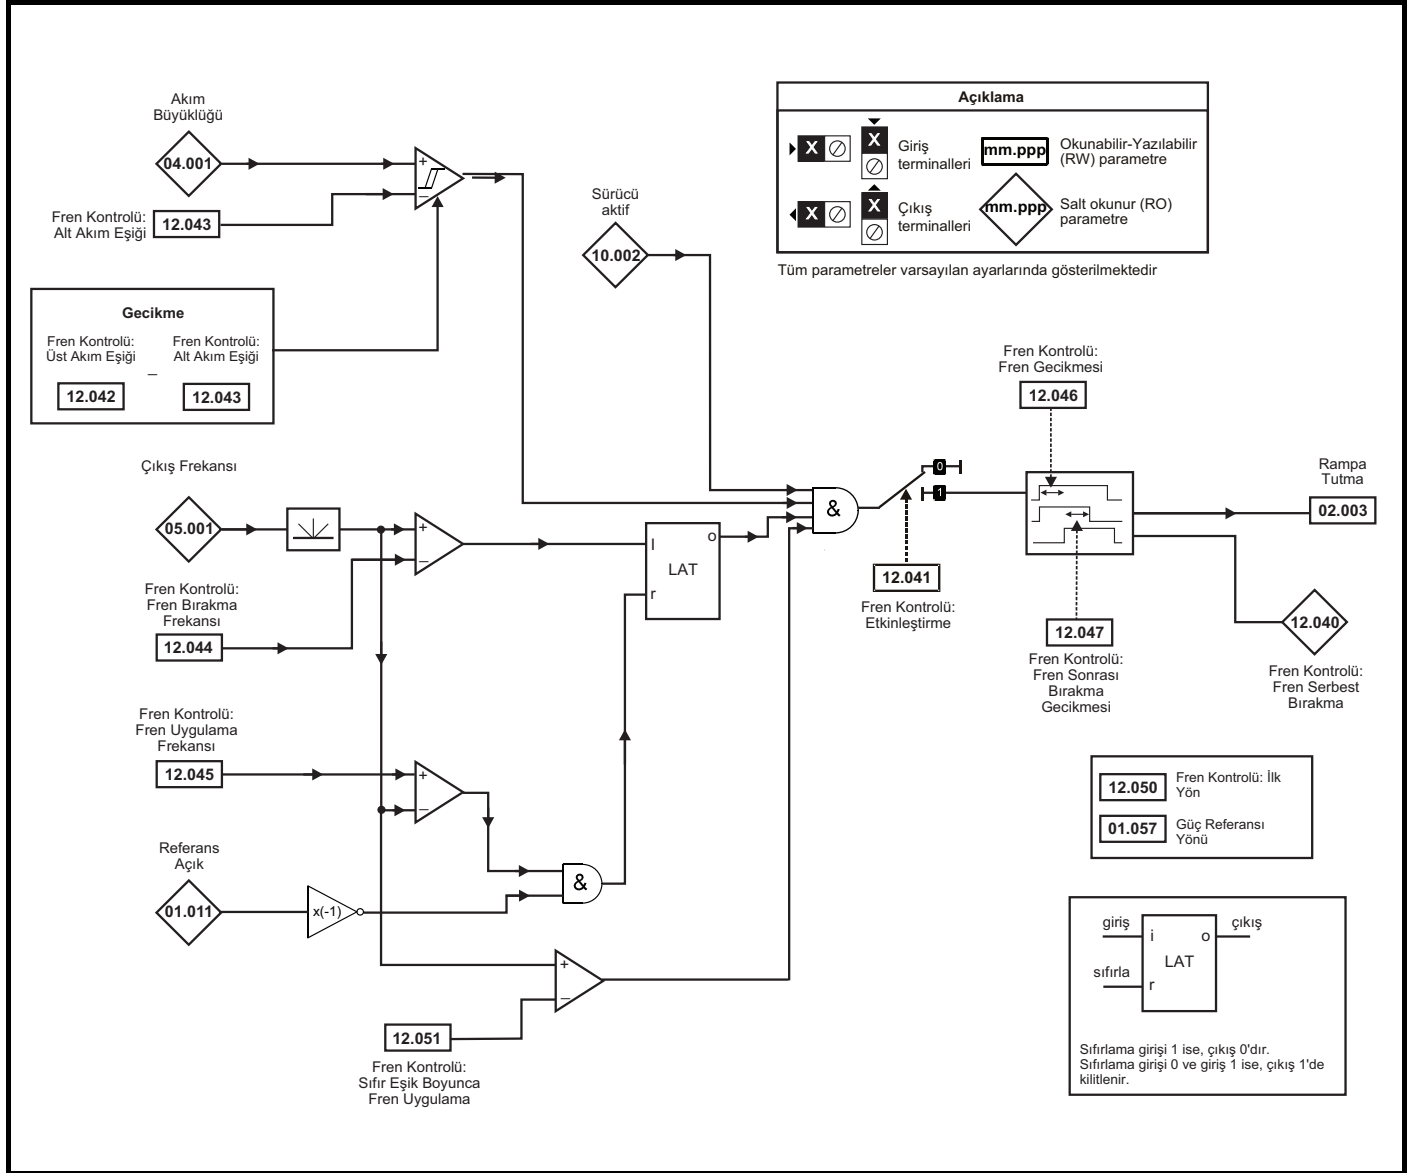 Akım
Büyüklüğü
04.001
+
−
Fren Kontrolü:
Alt Akım Eşiği
12.043
Gecikme
Fren Kontrolü:
Üst Akım Eşiği
12.042
−
Fren Kontrolü:
Alt Akım Eşiği
12.043
Sürücü
aktif
10.002
Açıklama
X
X
Giriş
terminalleri
mm.ppp
Okunabilir-Yazılabilir
(RW) parametre
X
X
Çıkış
terminalleri
mm.ppp
Salt okunur (RO)
parametre
Tüm parametreler varsayılan ayarlarında gösterilmektedir
Çıkış Frekansı
05.001
+
−
Fren Kontrolü:
Fren Bırakma
Frekansı
12.044
I
o
LAT
r
&
0
1
12.041
Fren Kontrolü:
Etkinleştirme
Fren Kontrolü:
Fren Gecikmesi
12.046
12.047
Fren Kontrolü:
Fren Sonrası
Bırakma
Gecikmesi
Rampa
Tutma
02.003
12.040
Fren Kontrolü:
Fren Serbest
Bırakma
Fren Kontrolü:
Fren Uygulama
Frekansı
12.045
+
−
Referans
Açık
01.011
x(-1)
&
+
−
12.051
Fren Kontrolü:
Sıfır Eşik Boyunca
Fren Uygulama
12.050
Fren Kontrolü: İlk
Yön
01.057
Güç Referansı
Yönü
giriş
i
o
çıkış
LAT
sıfırla
r
Sıfırlama girişi 1 ise, çıkış 0'dır.
Sıfırlama girişi 0 ve giriş 1 ise, çıkış 1'de
kilitlenir.